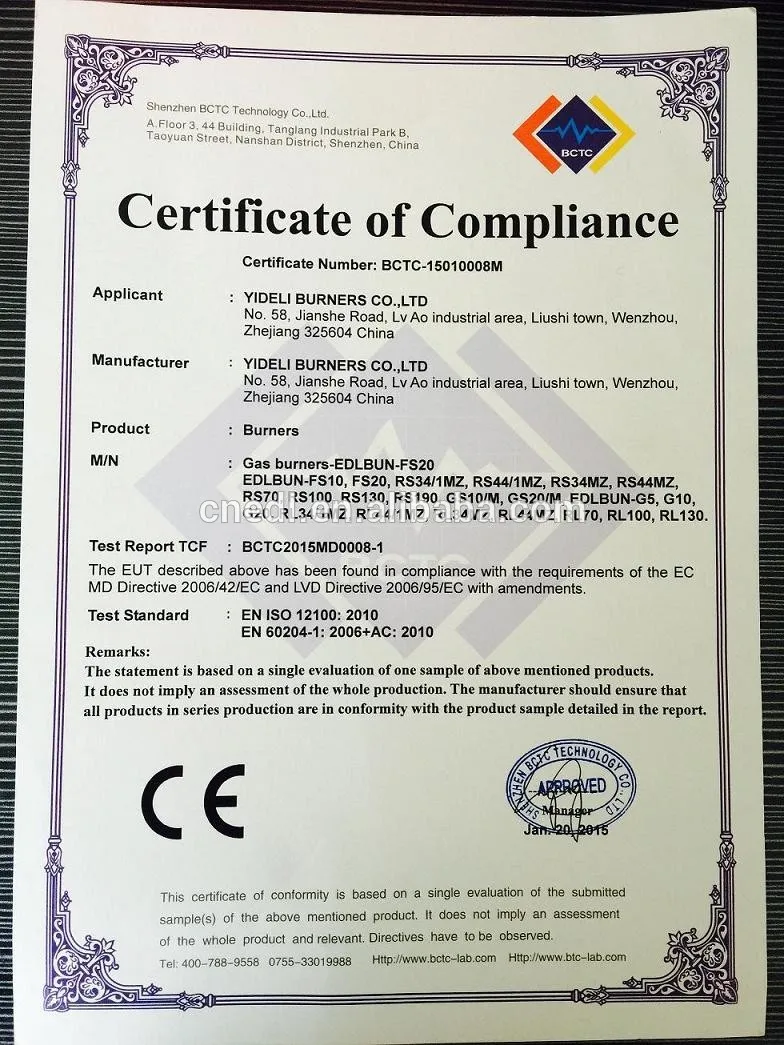 Shenzhen BCTC Technology Co.,Ltd.
A.Floor 3, 44 Building, Tanglang Industrial Park B,
Taoyuan Street, Nanshan District, Shenzhen, China
BCTC
Certificate of Compliance
Certificate Number: BCTC-15010008M
Applicant : YIDELI BURNERS CO.,LTD
No. 58, Jianshe Road, Lv Ao industrial area, Liushi town, Wenzhou,
Zhejiang 325604 China
Manufacturer : YIDELI BURNERS CO.,LTD
No. 58, Jianshe Road, Lv Ao industrial area, Liushi town, Wenzhou,
Zhejiang 325604 China
Product : Burners
M/N : Gas burners-EDLBUN-FS20
EDLBUN-FS10, FS20, RS34/1MZ, RS44/1MZ, RS34MZ, RS44MZ,
RS70, RS100, RS130, RS190, GS10/M, GS20/M, EDLBUN-G5, G10,
RL44MZ, RL70, RL100, RL130.
cnedl.en.alibaba.com
Test Report TCF : BCTC2015MD0008-1
BCTC
The EUT described above has been found in compliance with the requirements of the EC
MD Directive 2006/42/EC and LVD Directive 2006/95/EC with amendments.
Test Standard : EN ISO 12100: 2010
EN 60204-1: 2006+AC: 2010
Remarks:
The statement is based on a single evaluation of one sample of above mentioned products.
It does not imply an assessment of the whole production. The manufacturer should ensure that
all products in series production are in conformity with the product sample detailed in the report.
CE
SHENZHEN BCTC TECHNOLOGY CO., LTD
APPROVED
Manager
Jan. 20, 2015
This certificate of conformity is based on a single evaluation of the submitted
sample(s) of the above mentioned product. It does not imply an assessment
of the whole product and relevant. Directives have to be observed.
Tel: 400-788-9558 0755-33019988 Http://www.bctc-lab.com Http://www.btc-lab.com